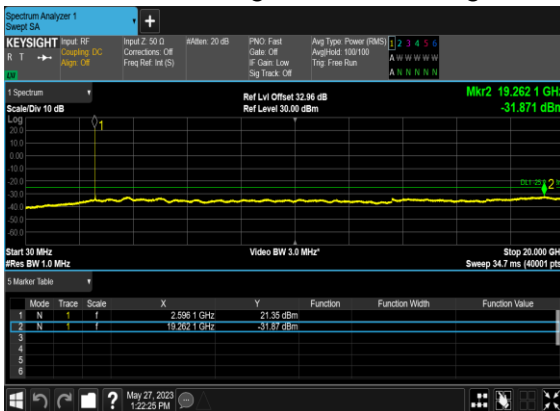 Spectrum Analyzer 1
Swept SA
KEYSIGHT Input: RF Input Z: 50 Ω #Atten: 20 dB PNO: Fast Avg Type: Power (RMS) 1 2 3 4 5 6
R T Coupling: DC Corrections: Off Gate: Off Avg|Hold: 100/100 A W W W W W
Align: Off Freq Ref: Int (S) IF Gain: Low Trig: Free Run
LV Sig Track: Off A N N N N N
1 Spectrum Ref Lvl Offset 32.96 dB Mkr2 19.262 1 GHz
Scale/Div 10 dB Ref Level 30.00 dBm -31.871 dBm
Log
20.0
10.0
0.00
-10.0
-20.0
-30.0
-40.0
-50.0
-60.0
1
2
Start 30 MHz Video BW 3.0 MHz* Stop 20.000 GH
#Res BW 1.0 MHz Sweep 34.7 ms (40001 pts
5 Marker Table
Mode Trace Scale X Y Function Function Width Function Value
1 N 1 f 2.596 1 GHz 21.35 dBm
2 N 1 f 19.262 1 GHz -31.87 dBm
3
4
5
6
? May 27, 2023
1:22:25 PM